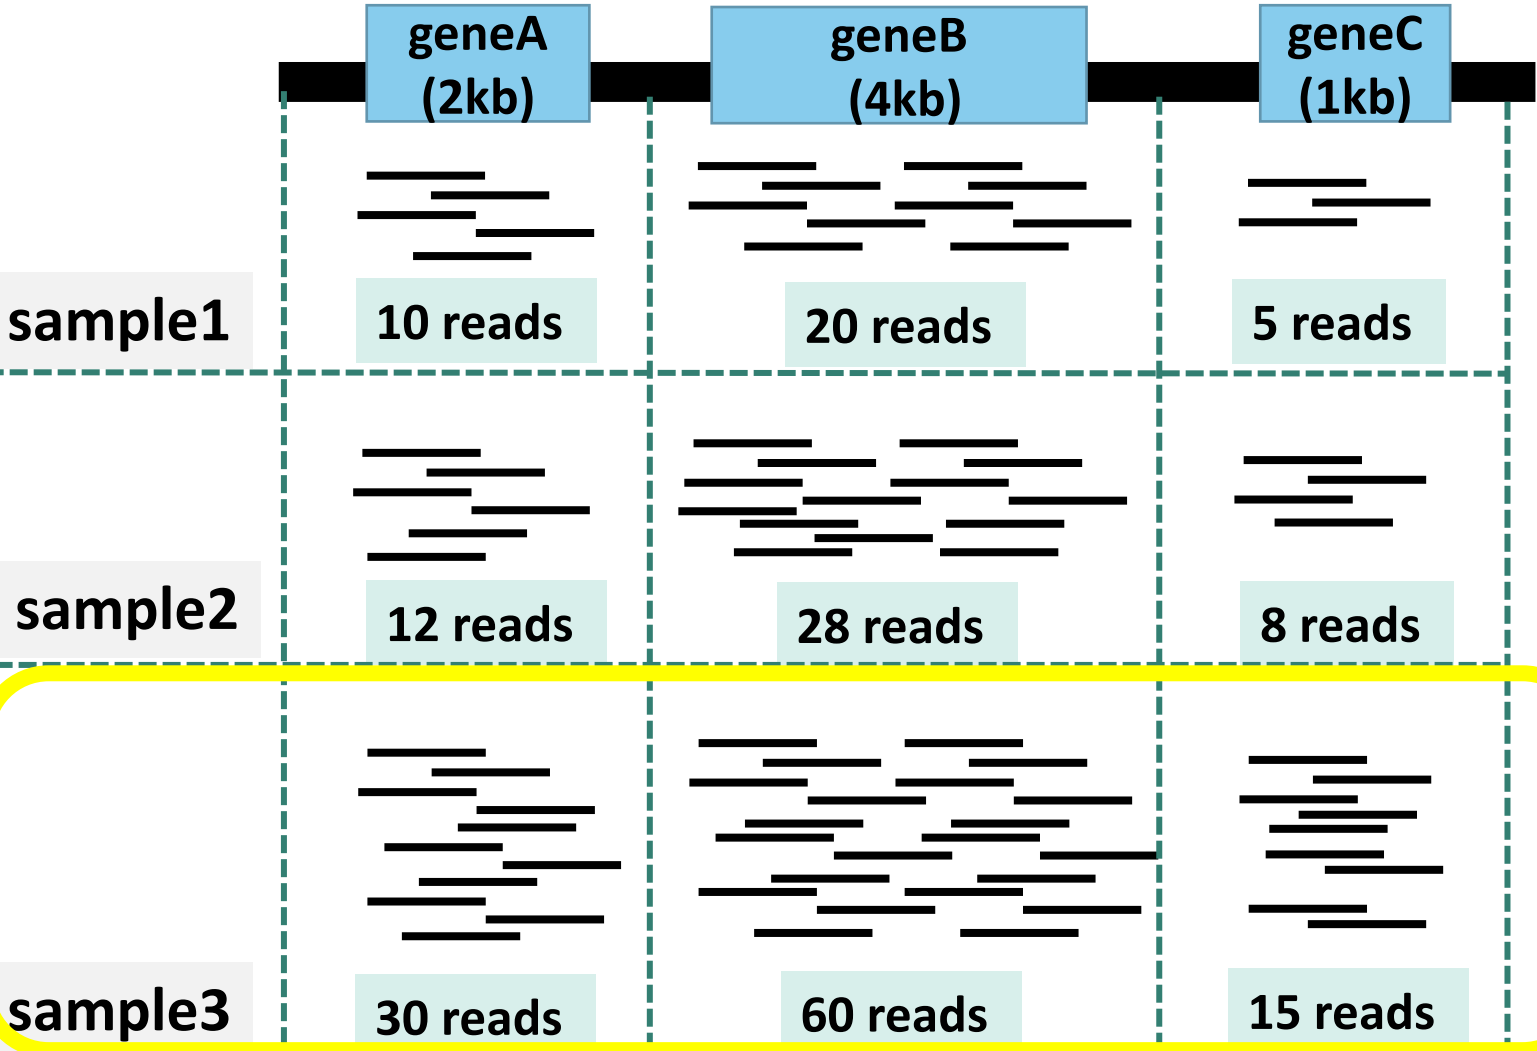 geneA
(2kb)
geneB
(4kb)
geneC
(1kb)
sample1
10 reads
20 reads
5 reads
sample2
12 reads
28 reads
8 reads
sample3
30 reads
60 reads
15 reads